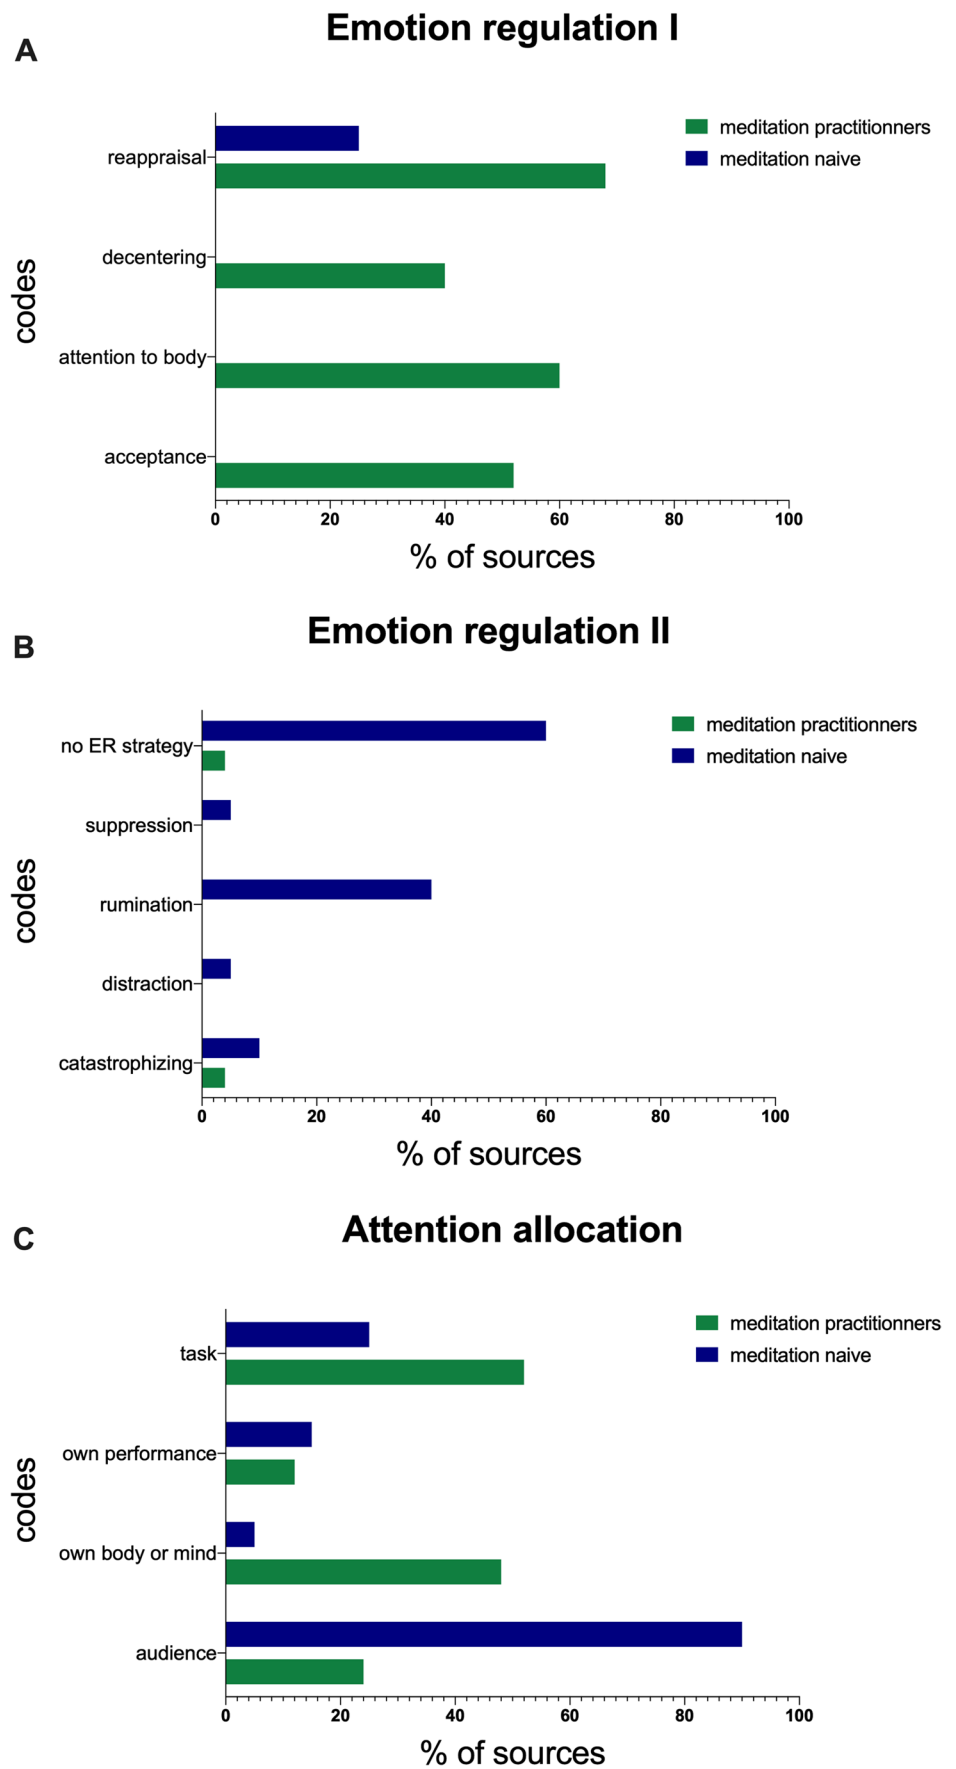 Emotion regulation I
A
meditation practitionners
meditation naive
reappraisal
decentering
attention to body
acceptance
codes
0 20 40 60 80 100
% of sources
Emotion regulation II
B
meditation practitionners
meditation naive
no ER strategy
suppression
rumination
distraction
catastrophizing
codes
0 20 40 60 80 100
% of sources
Attention allocation
C
meditation practitionners
meditation naive
task
own performance
own body or mind
audience
codes
0 20 40 60 80 100
% of sources